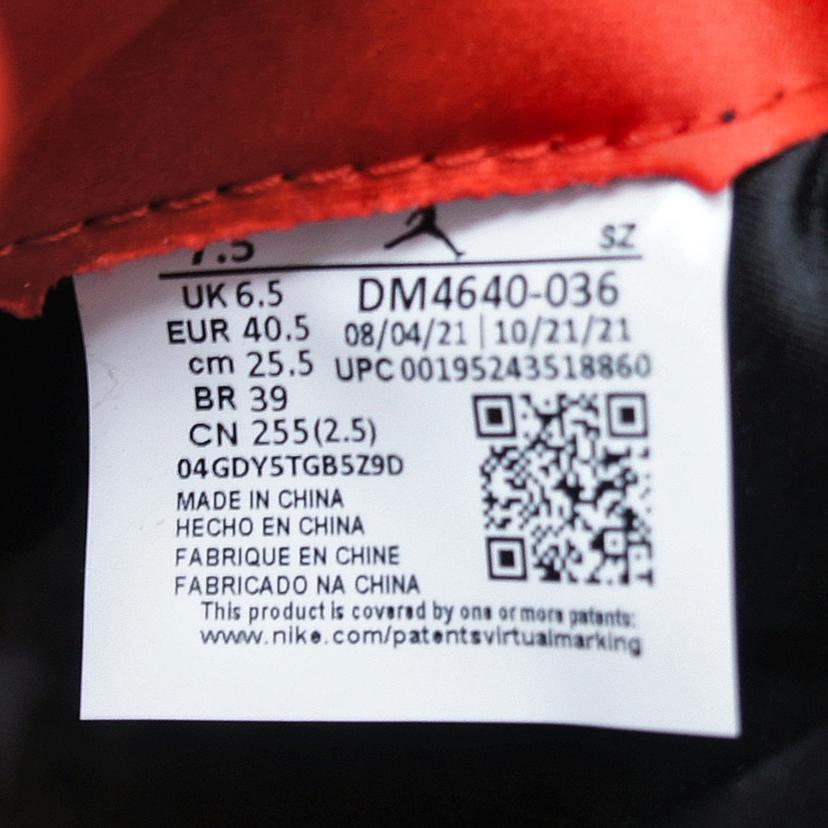 7.5 SZ
UK 6.5 DM4640-036
EUR 40.5 08/04/21 | 10/21/21
cm 25.5 UPC 00195243518860
BR 39
CN 255(2.5)
04GDY5TGB5Z9D
MADE IN CHINA
HECHO EN CHINA
FABRIQUE EN CHINE
FABRICADO NA CHINA
This product is covered by one or more patents:
www.nike.com/patentsvirtualmarking